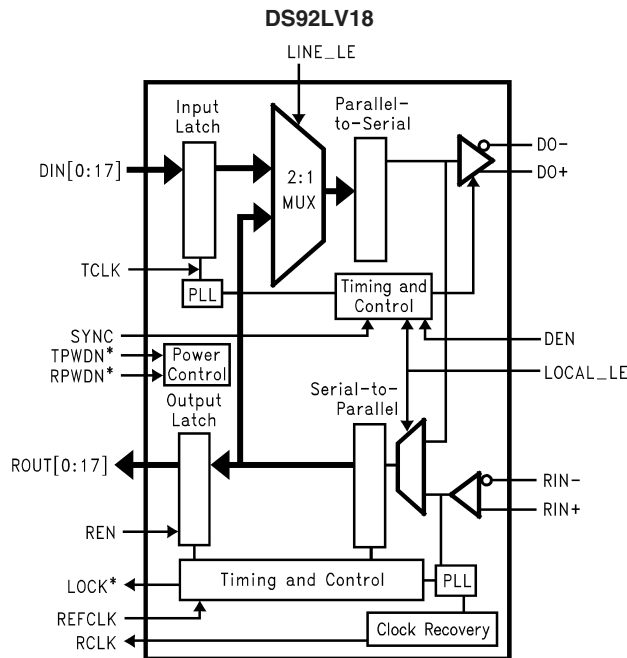 DS92LV18
LINE_LE
Input
Latch
Parallel-
to-Serial
DIN[0:17]
2:1
MUX
DO-
DO+
TCLK
PLL
Timing and
Control
SYNC
DEN
TPWDN*
RPWDN*
Power
Control
LOCAL_LE
Output
Latch
Serial-to-
Parallel
ROUT[0:17]
RIN-
RIN+
REN
LOCK*
Timing and Control
PLL
REFCLK
RCLK
Clock Recovery